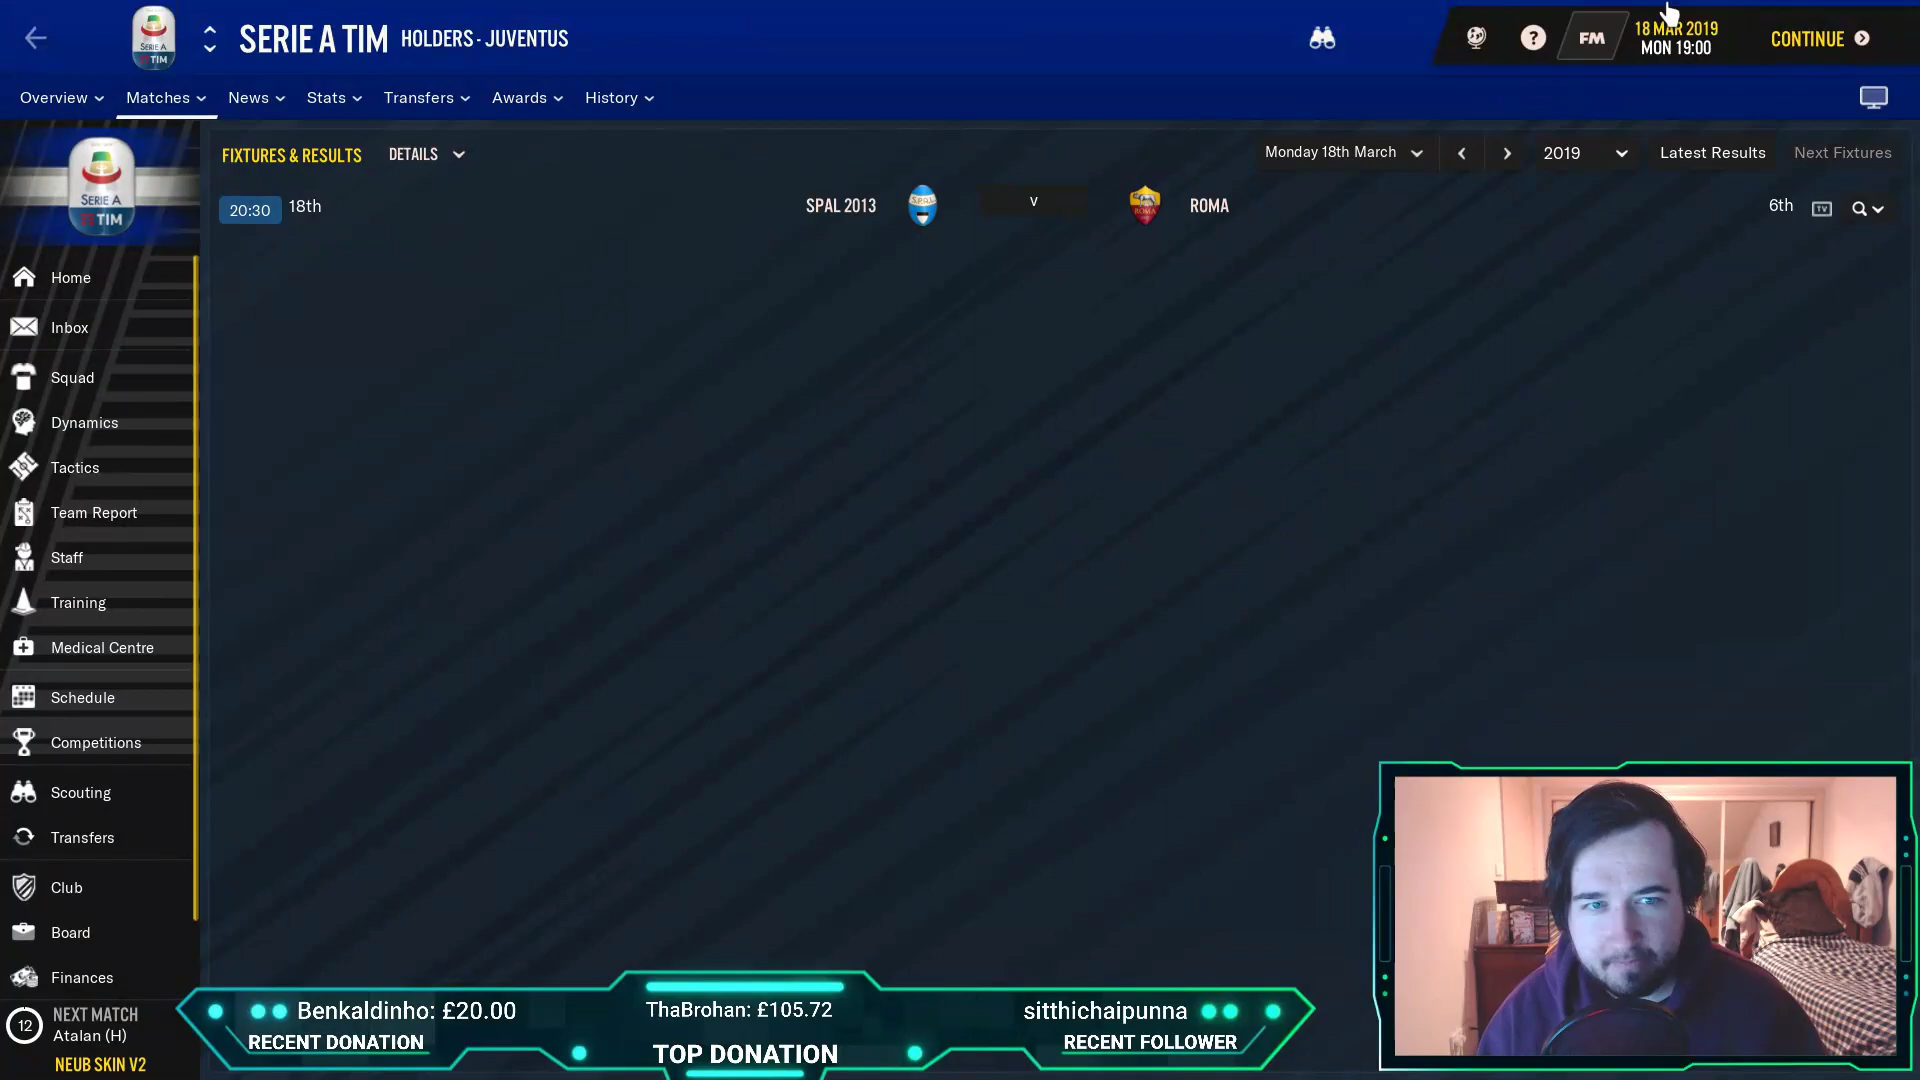 SERIE A TIM HOLDERS - JUVENTUS
FM
18 MAR 2019
MON 19:00
CONTINUE
Overview Matches News Stats Transfers Awards History
SERIE A
TIM
FIXTURES & RESULTS DETAILS
Monday 18th March 2019 Latest Results Next Fixtures
20:30 18th SPAL 2013 v ROMA 6th TV
Home
Inbox
Squad
Dynamics
Tactics
Team Report
Staff
Training
Medical Centre
Schedule
Competitions
Scouting
Transfers
Club
Board
Finances
12 NEXT MATCH
Atalan (H)
NEUB SKIN V2
Benkaldinho: £20.00
RECENT DONATION
ThaBrohan: £105.72
TOP DONATION
sitthichaipunna
RECENT FOLLOWER